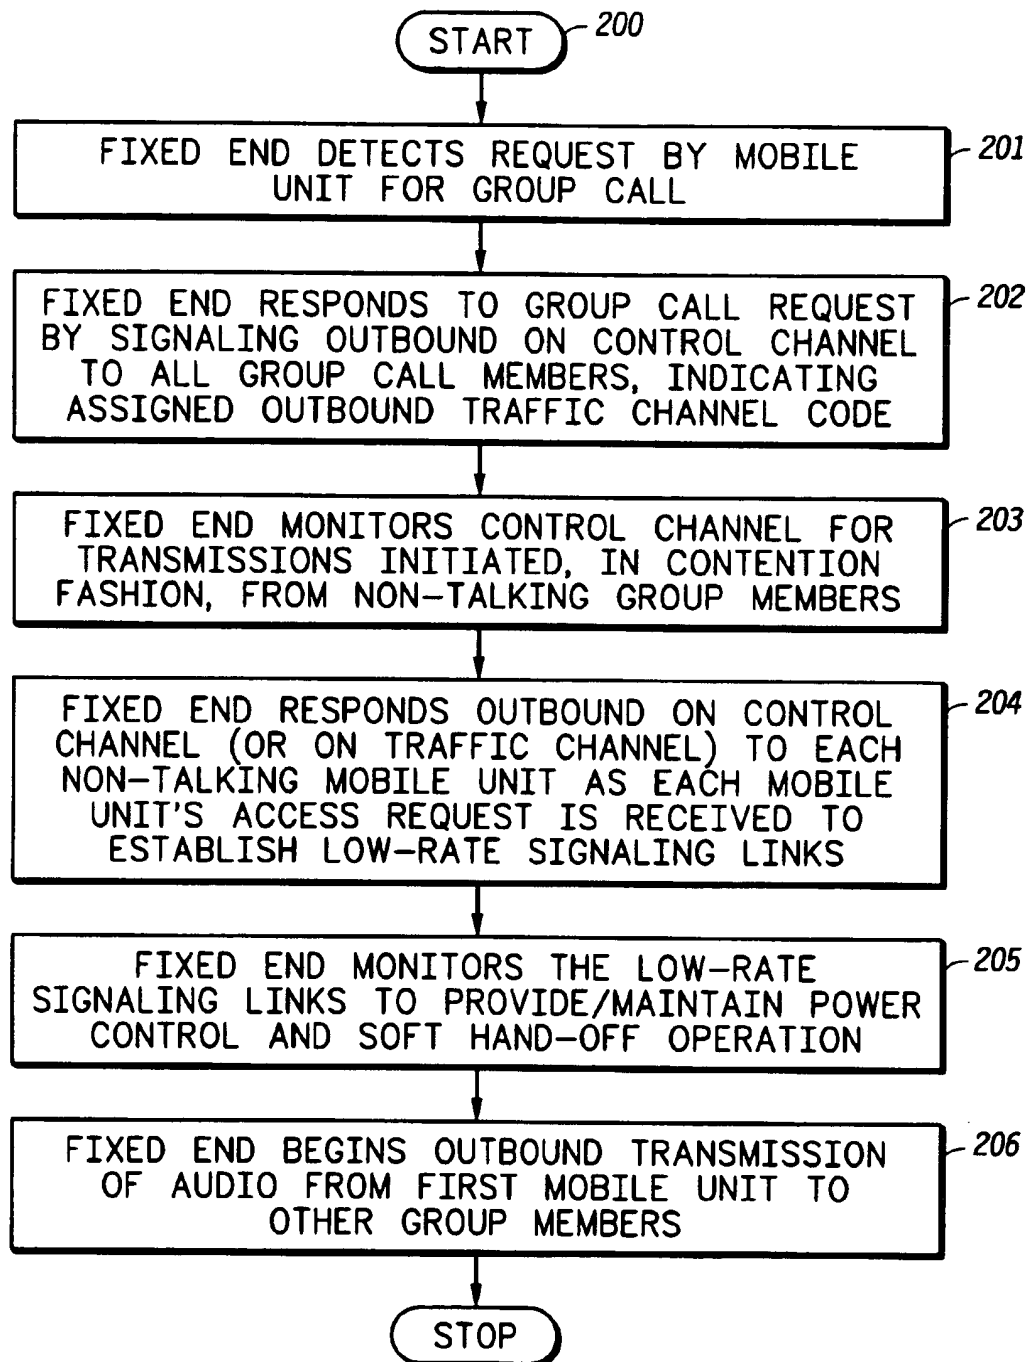 START
200
FIXED END DETECTS REQUEST BY MOBILE
UNIT FOR GROUP CALL
201
FIXED END RESPONDS TO GROUP CALL REQUEST
BY SIGNALING OUTBOUND ON CONTROL CHANNEL
TO ALL GROUP CALL MEMBERS, INDICATING
ASSIGNED OUTBOUND TRAFFIC CHANNEL CODE
202
FIXED END MONITORS CONTROL CHANNEL FOR
TRANSMISSIONS INITIATED, IN CONTENTION
FASHION, FROM NON-TALKING GROUP MEMBERS
203
FIXED END RESPONDS OUTBOUND ON CONTROL
CHANNEL (OR ON TRAFFIC CHANNEL) TO EACH
NON-TALKING MOBILE UNIT AS EACH MOBILE
UNIT'S ACCESS REQUEST IS RECEIVED TO
ESTABLISH LOW-RATE SIGNALING LINKS
204
FIXED END MONITORS THE LOW-RATE
SIGNALING LINKS TO PROVIDE/MAINTAIN POWER
CONTROL AND SOFT HAND-OFF OPERATION
205
FIXED END BEGINS OUTBOUND TRANSMISSION
OF AUDIO FROM FIRST MOBILE UNIT TO
OTHER GROUP MEMBERS
206
STOP